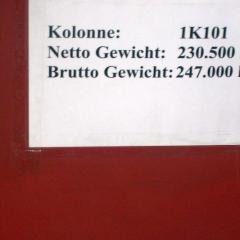 Kolonne: 1K101
Netto Gewicht: 230.500
Brutto Gewicht: 247.000